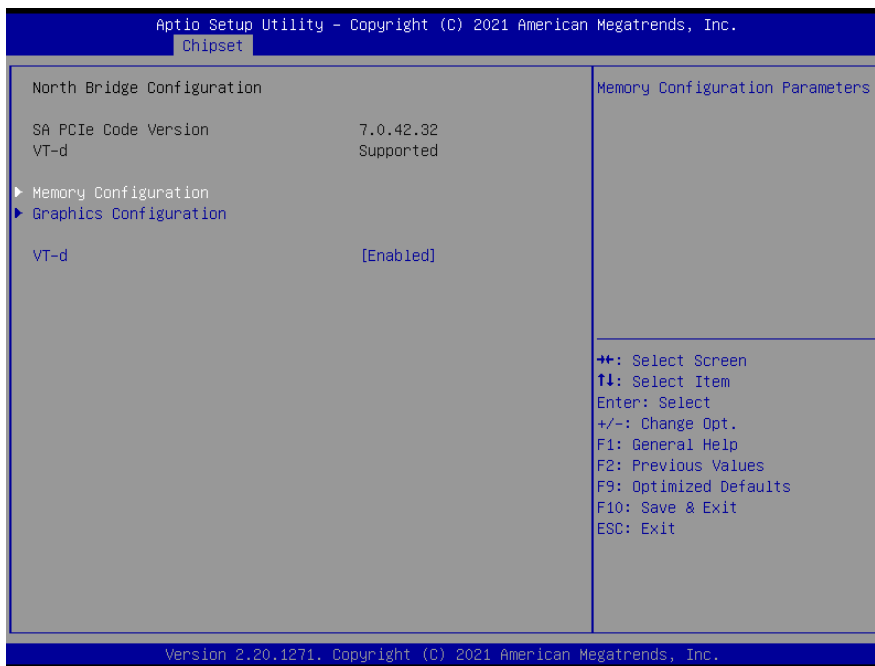 Aptio Setup Utility – Copyright (C) 2021 American Megatrends, Inc.
Chipset
North Bridge Configuration
SA PCIe Code Version 7.0.42.32
VT-d Supported
Memory Configuration
Graphics Configuration
VT-d [Enabled]
Memory Configuration Parameters
→←: Select Screen
↑↓: Select Item
Enter: Select
+/-: Change Opt.
F1: General Help
F2: Previous Values
F9: Optimized Defaults
F10: Save & Exit
ESC: Exit
Version 2.20.1271. Copyright (C) 2021 American Megatrends, Inc.